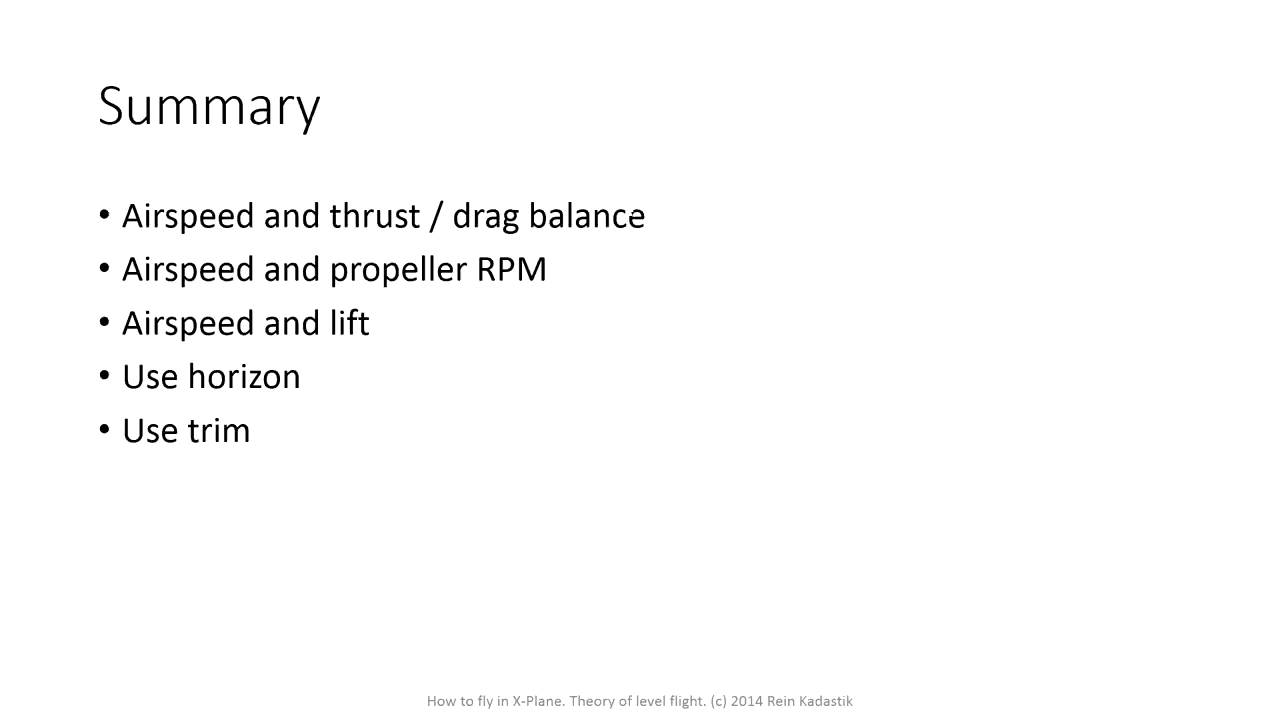 Summary
• Airspeed and thrust / drag balance
• Airspeed and propeller RPM
• Airspeed and lift
• Use horizon
• Use trim
How to fly in X-Plane. Theory of level flight. (c) 2014 Rein Kadastik